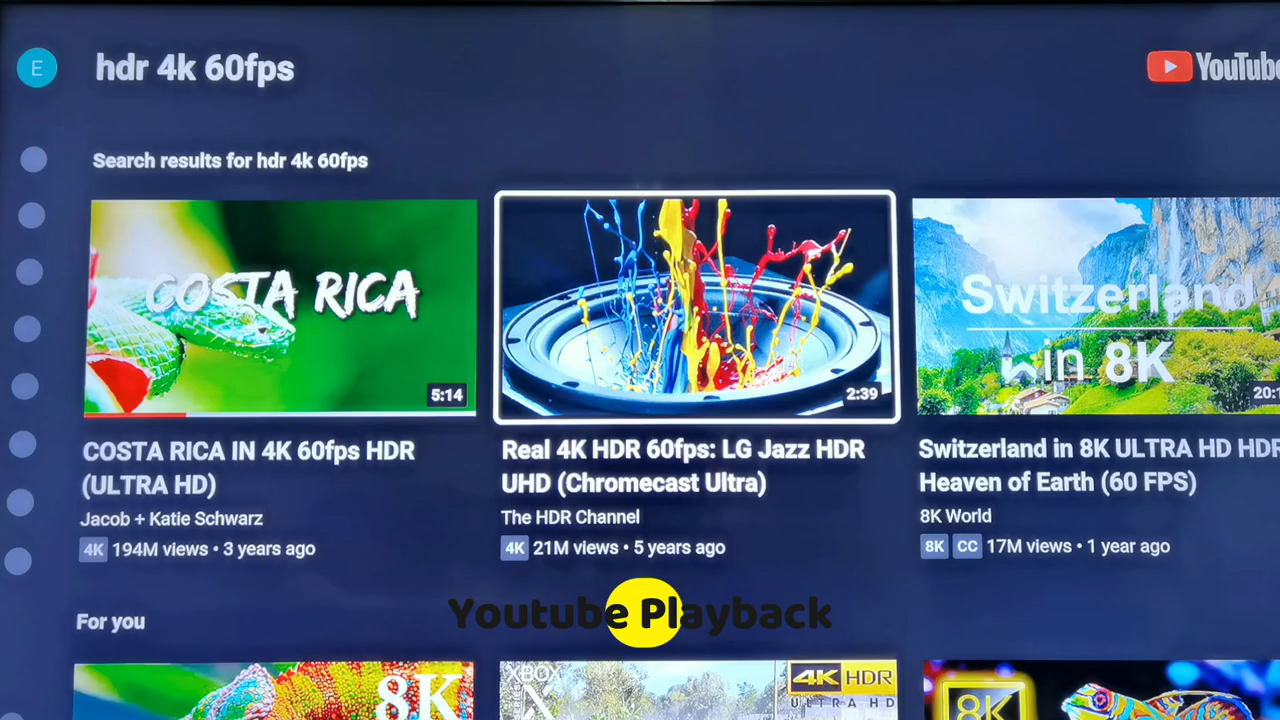 E
hdr 4k 60fps
YouTube
Search results for hdr 4k 60fps
COSTA RICA
5:14
2:39
Switzerland
in 8K
20:1
COSTA RICA IN 4K 60fps HDR
(ULTRA HD)
Jacob + Katie Schwarz
4K 194M views • 3 years ago
Real 4K HDR 60fps: LG Jazz HDR
UHD (Chromecast Ultra)
The HDR Channel
4K 21M views • 5 years ago
Switzerland in 8K ULTRA HD HDR
Heaven of Earth (60 FPS)
8K World
8K CC 17M views • 1 year ago
Youtube Playback
For you
8K
XBOX
SERIES X
4K HDR
ULTRA HD
8K